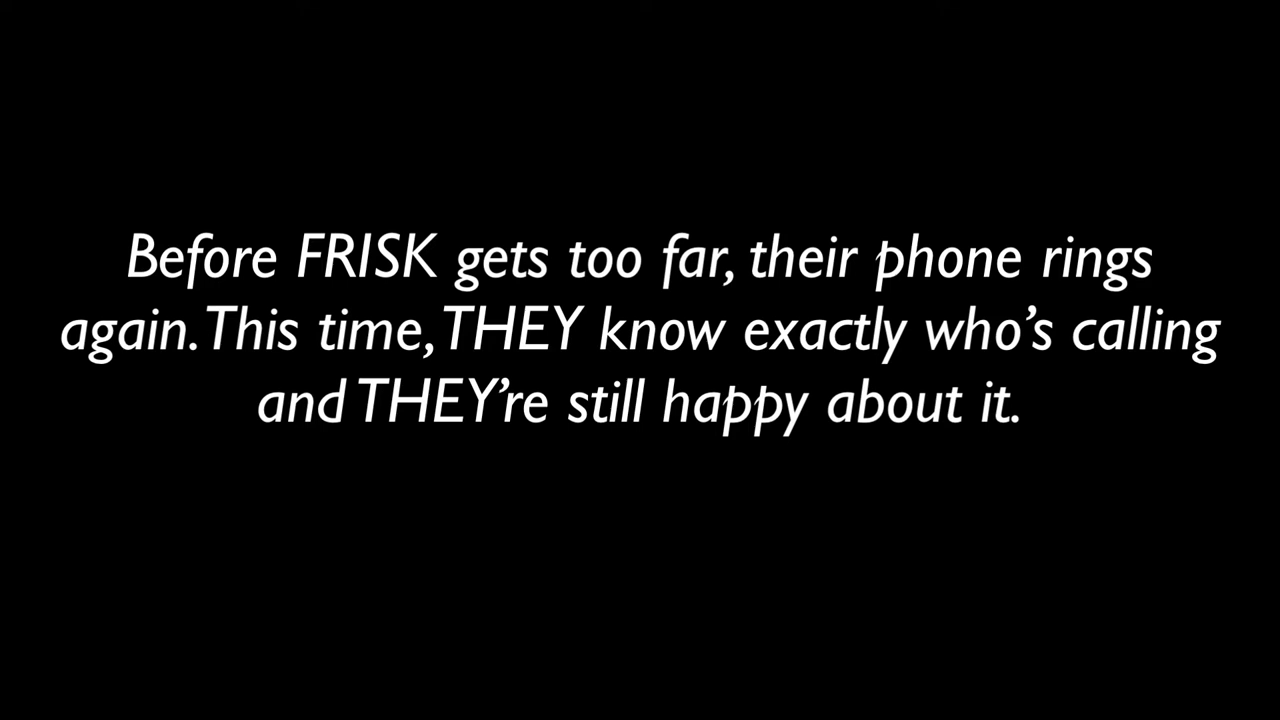 Before FRISK gets too far, their phone rings
again. This time, THEY know exactly who’s calling
and THEY’re still happy about it.